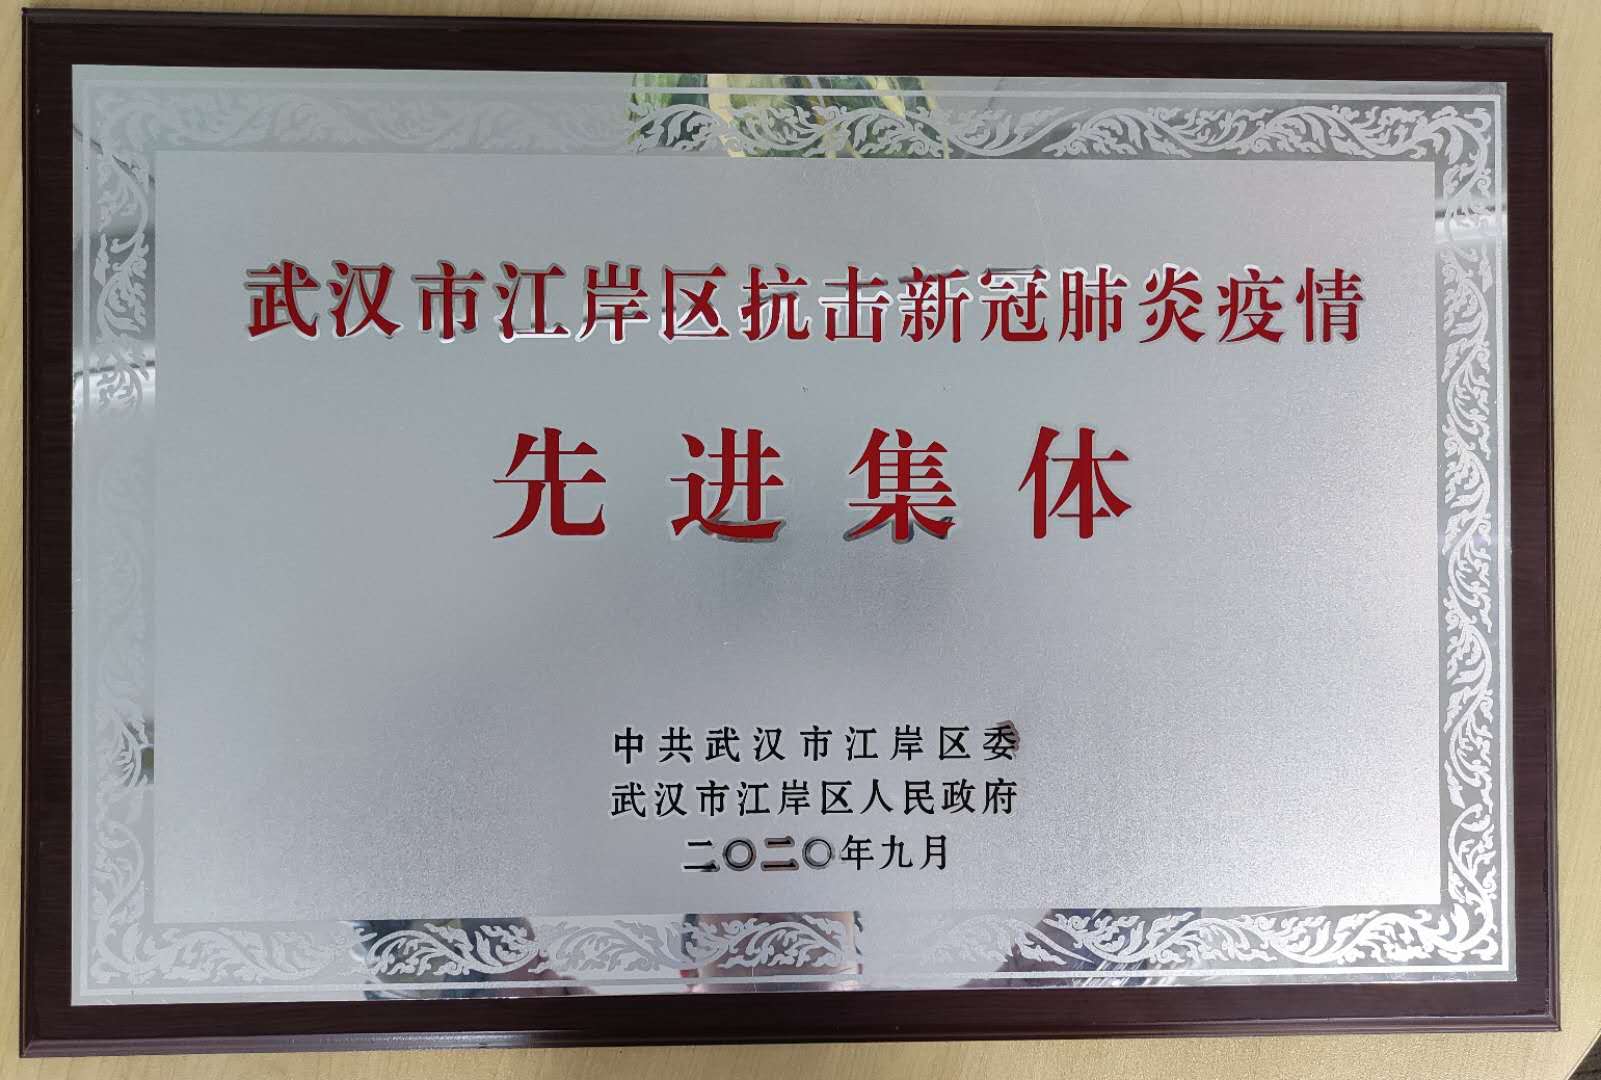 武汉市江岸区抗击新冠肺炎疫情
先进集体
中共武汉市江岸区委
武汉市江岸区人民政府
二〇二〇年九月